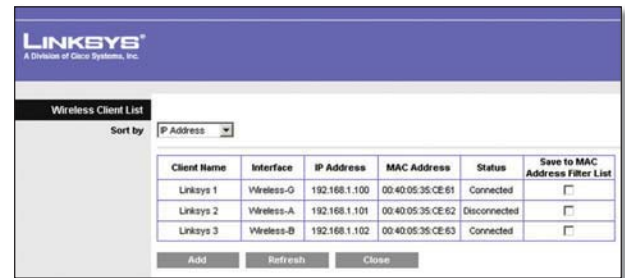 LINKSYS®
A Division of Cisco Systems, Inc.
Wireless Client List
Sort by IP Address
Client Name Interface IP Address MAC Address Status Save to MAC Address Filter List
Linksys 1 Wireless-G 192.168.1.100 00:40:05:35:CE:61 Connected
Linksys 2 Wireless-A 192.168.1.101 00:40:05:35:CE:62 Disconnected
Linksys 3 Wireless-B 192.168.1.102 00:40:05:35:CE:63 Connected
Add Refresh Close